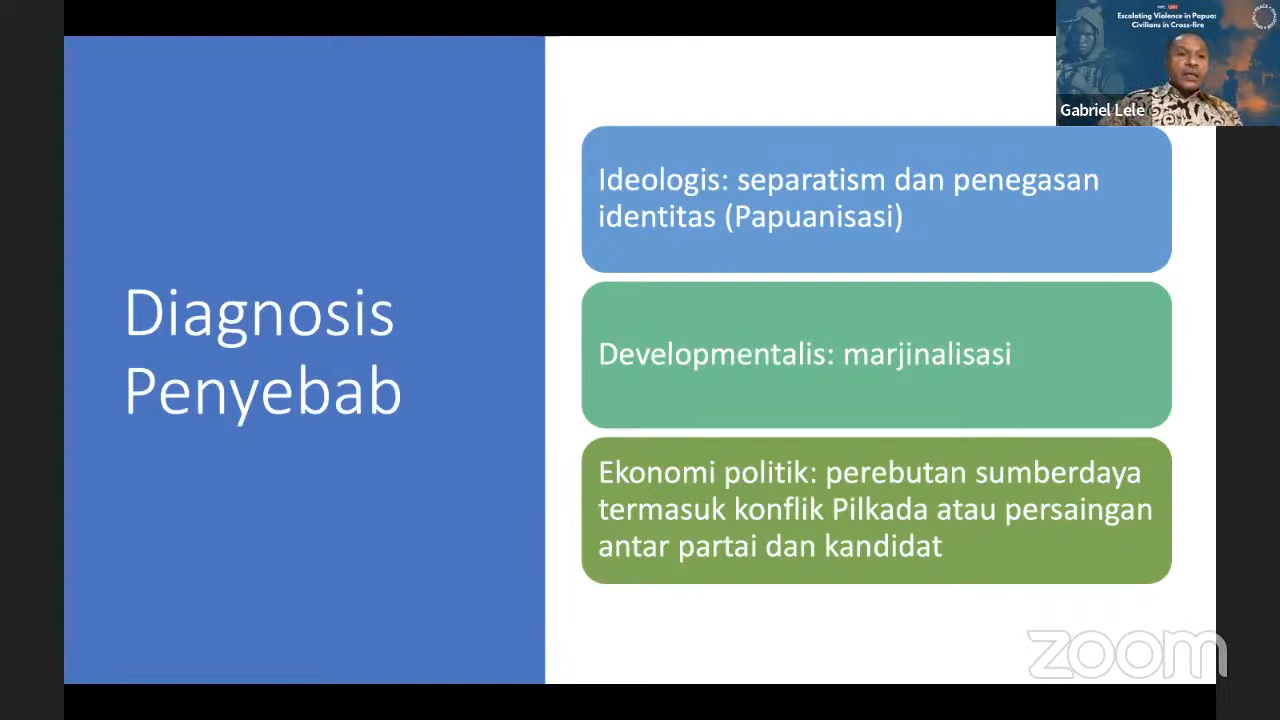 Escalating Violence in Papua:
Civilians in Cross-fire
Gabriel Lele
Diagnosis
Penyebab
Ideologis: separatism dan penegasan
identitas (Papuanisasi)
Developmentalis: marjinalisasi
Ekonomi politik: perebutan sumberdaya
termasuk konflik Pilkada atau persaingan
antar partai dan kandidat
zoom